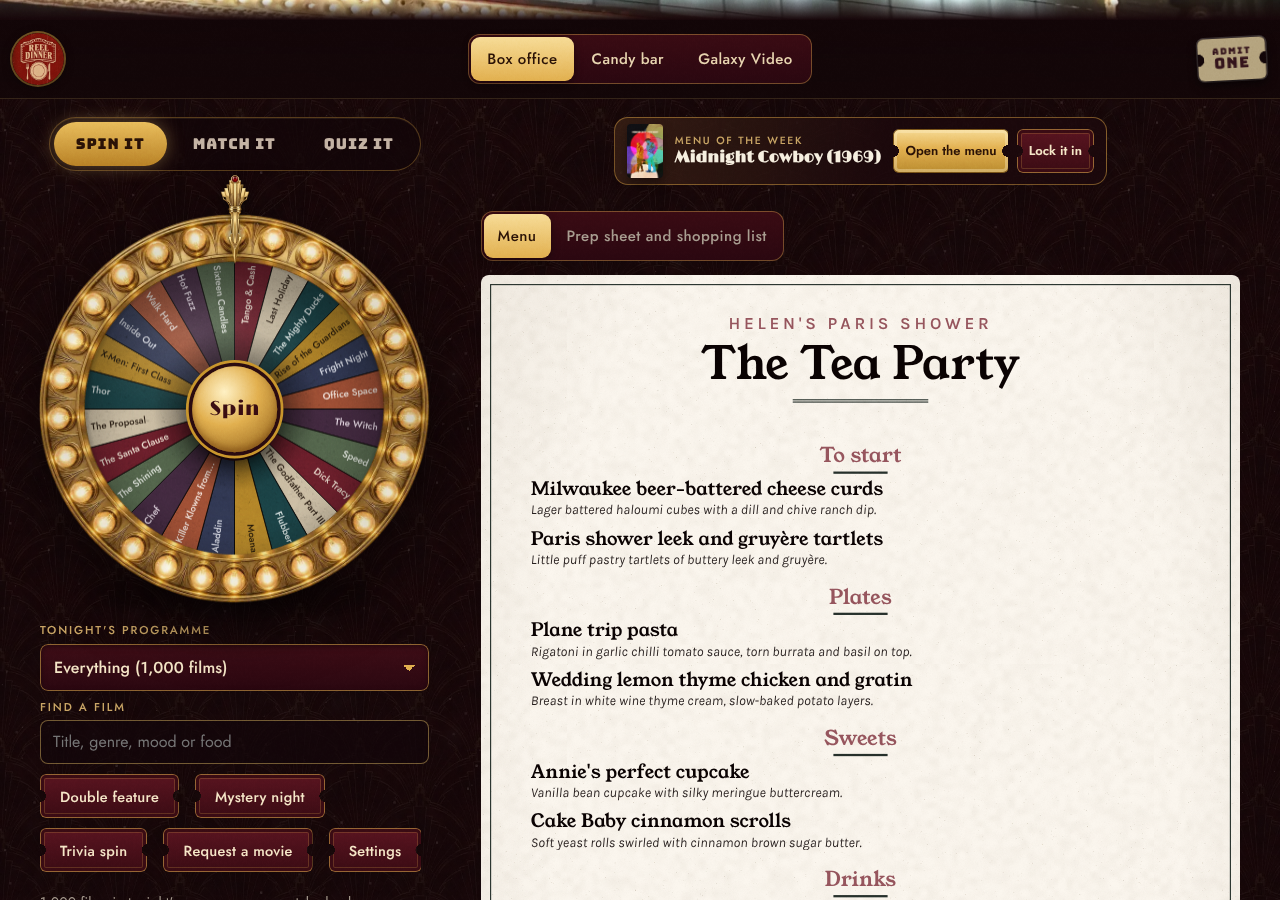 REEL
DINNER
Box office
Candy bar
Galaxy Video
ADMIT
ONE
SPIN IT
MATCH IT
QUIZ IT
MENU OF THE WEEK
Midnight Cowboy (1969)
Open the menu
Lock it in
Menu
Prep sheet and shopping list
Tango & Cash
Last Holiday
The Mighty Ducks
Rise of the Guardians
Fright Night
Office Space
The Witch
Speed
Dick Tracy
The Godfather Part III
Flubber
Moana
Aladdin
Killer Klowns from...
Chef
The Shining
The Santa Clause
The Proposal
Thor
X-Men: First Class
Inside Out
Walk Hard
Hot Fuzz
Sixteen Candles
Spin
TONIGHT'S PROGRAMME
Everything (1,000 films)
FIND A FILM
Title, genre, mood or food
Double feature
Mystery night
Trivia spin
Request a movie
Settings
HELEN'S PARIS SHOWER
The Tea Party
To start
Milwaukee beer-battered cheese curds
Lager battered haloumi cubes with a dill and chive ranch dip.
Paris shower leek and gruyère tartlets
Little puff pastry tartlets of buttery leek and gruyère.
Plates
Plane trip pasta
Rigatoni in garlic chilli tomato sauce, torn burrata and basil on top.
Wedding lemon thyme chicken and gratin
Breast in white wine thyme cream, slow-baked potato layers.
Sweets
Annie's perfect cupcake
Vanilla bean cupcake with silky meringue buttercream.
Cake Baby cinnamon scrolls
Soft yeast rolls swirled with cinnamon brown sugar butter.
Drinks